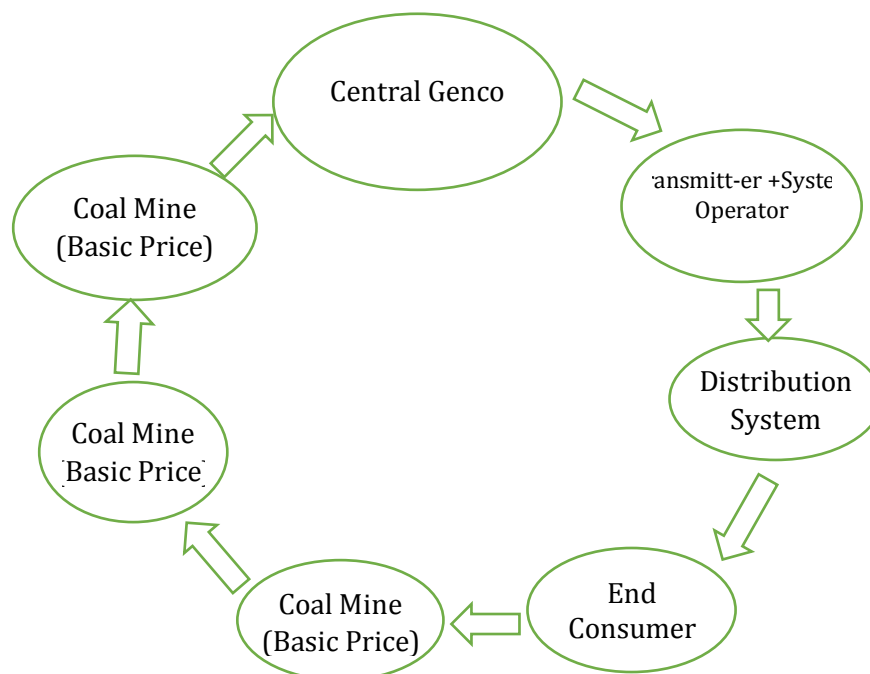 Central Genco
ansmitt-er +Syste
Operator
Distribution
System
End
Consumer
Coal Mine
(Basic Price)
Coal Mine
Basic Price
Coal Mine
(Basic Price)